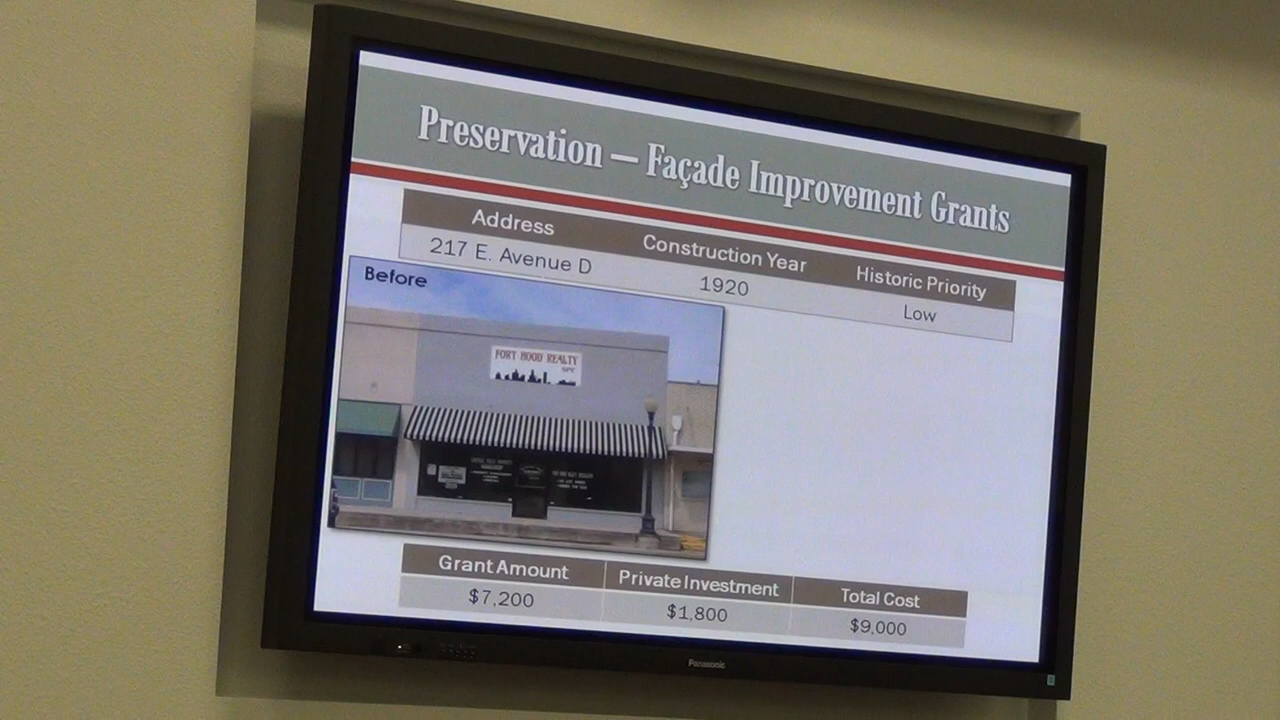 Preservation — Façade Improvement Grants
Address Construction Year Historic Priority
217 E. Avenue D 1920 Low
Before
FORT HOOD REALTY
Grant Amount Private Investment Total Cost
$7,200 $1,800 $9,000
Panasonic